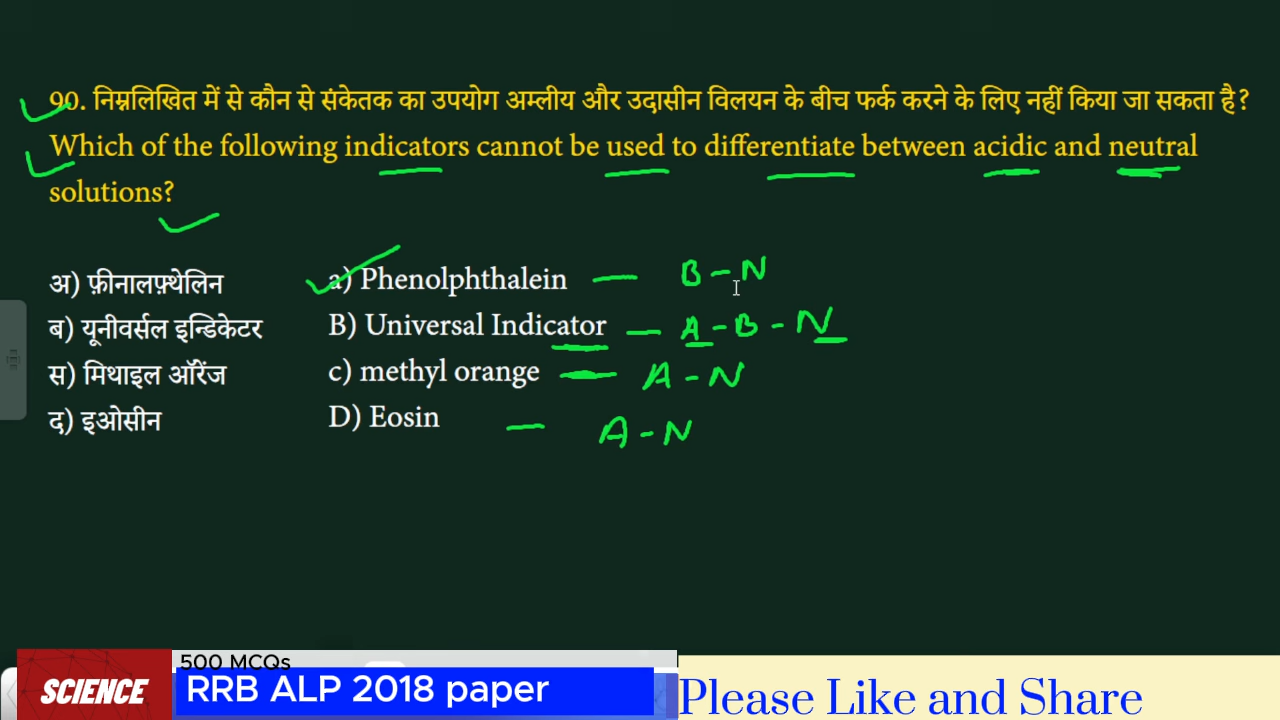 90. निम्नलिखित में से कौन से संकेतक का उपयोग अम्लीय और उदासीन विलयन के बीच फर्क करने के लिए नहीं किया जा सकता है?
Which of the following indicators cannot be used to differentiate between acidic and neutral
solutions?
अ) फ़ीनालफ़्थेलिन a) Phenolphthalein — B - N
ब) यूनीवर्सल इन्डिकेटर B) Universal Indicator — A - B - N
स) मिथाइल ऑरेंज c) methyl orange — A - N
द) इओसीन D) Eosin — A - N
500 MCQs
SCIENCE RRB ALP 2018 paper Please Like and Share